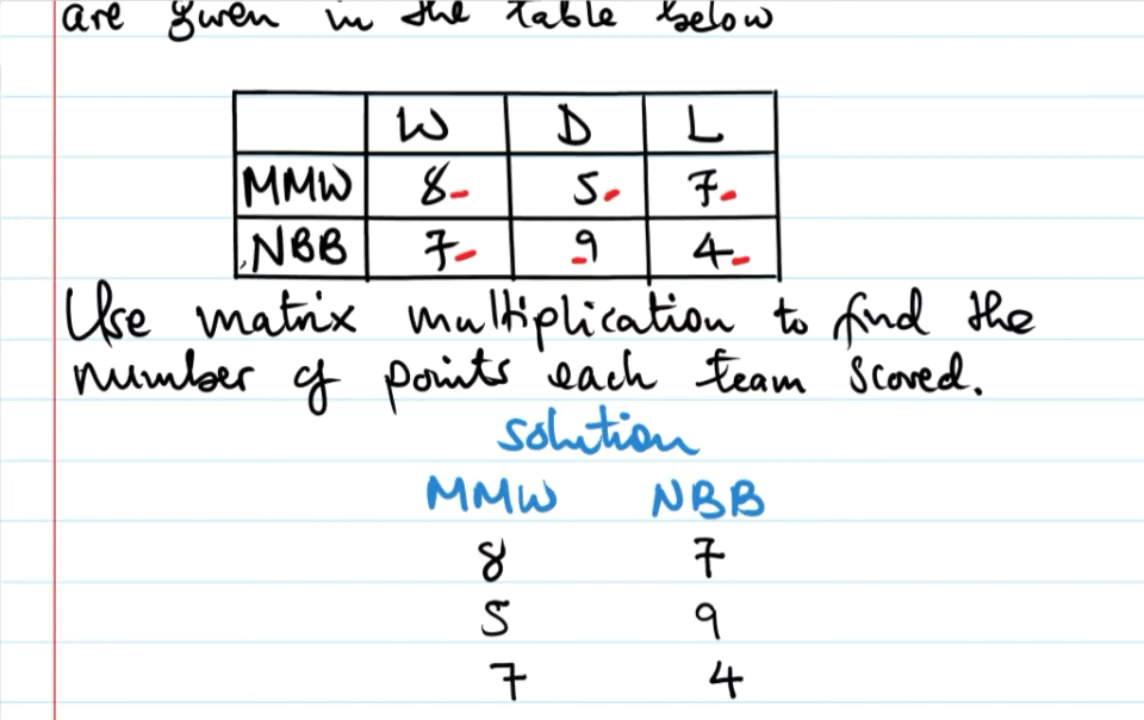 are given in the table below
W D L
MMW 8 5 7
NBB 7 9 4
Use matrix multiplication to find the
number of points each team scored.
solution
MMW NBB
8 7
5 9
7 4